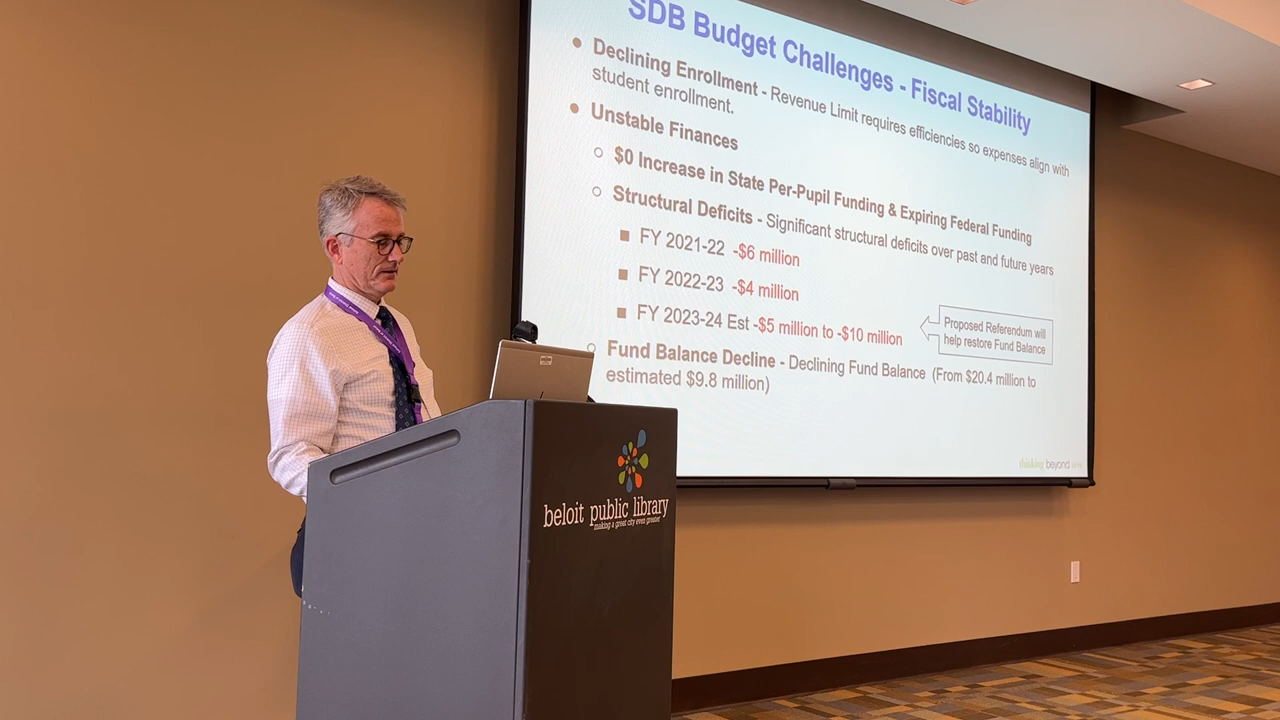 SDB Budget Challenges - Fiscal Stability
● Declining Enrollment - Revenue Limit requires efficiencies so expenses align with
student enrollment.
● Unstable Finances
○ $0 Increase in State Per-Pupil Funding & Expiring Federal Funding
○ Structural Deficits - Significant structural deficits over past and future years
■ FY 2021-22 -$6 million
■ FY 2022-23 -$4 million
■ FY 2023-24 Est -$5 million to -$10 million
Proposed Referendum will
help restore Fund Balance
○ Fund Balance Decline - Declining Fund Balance (From $20.4 million to
estimated $9.8 million)
thinking beyond
beloit public library
making a great city even greater